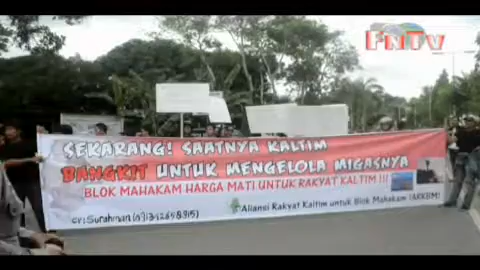 FNTV
SEKARANG! SAATNYA KALTIM
BANGKIT UNTUK MENGELOLA MIGASNYA
BLOK MAHAKAM HARGA MATI UNTUK RAKYAT KALTIM !!!
Aliansi Rakyat Kaltim untuk Blok Mahakam (ARKBM)